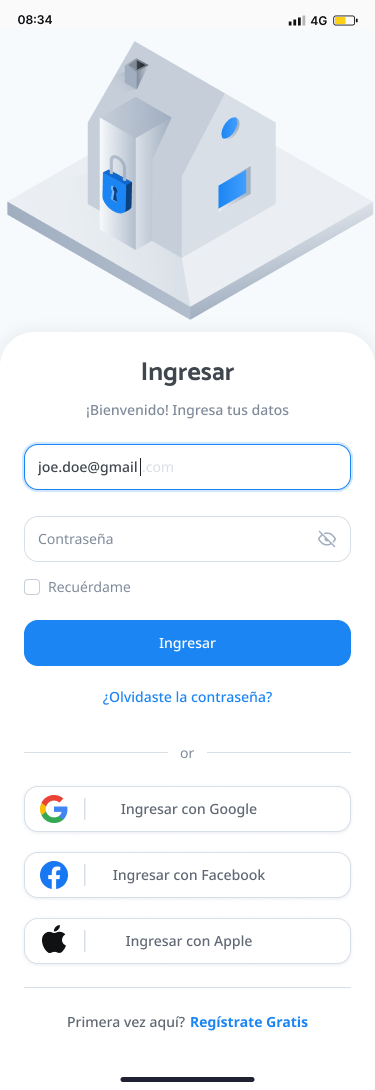 08:34 4G
Ingresar
¡Bienvenido! Ingresa tus datos
joe.doe@gmail.com
Contraseña
Recuérdame
Ingresar
¿Olvidaste la contraseña?
or
Ingresar con Google
Ingresar con Facebook
Ingresar con Apple
Primera vez aquí? Regístrate Gratis